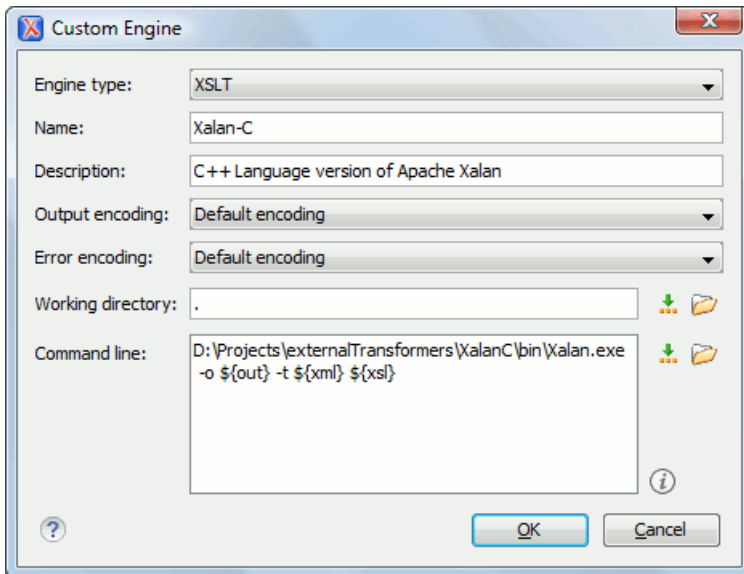 Custom Engine
Engine type: XSLT
Name: Xalan-C
Description: C++ Language version of Apache Xalan
Output encoding: Default encoding
Error encoding: Default encoding
Working directory: .
Command line: D:\Projects\externalTransformers\XalanC\bin\Xalan.exe
-o ${out} -t ${xml} ${xsl}
OK Cancel